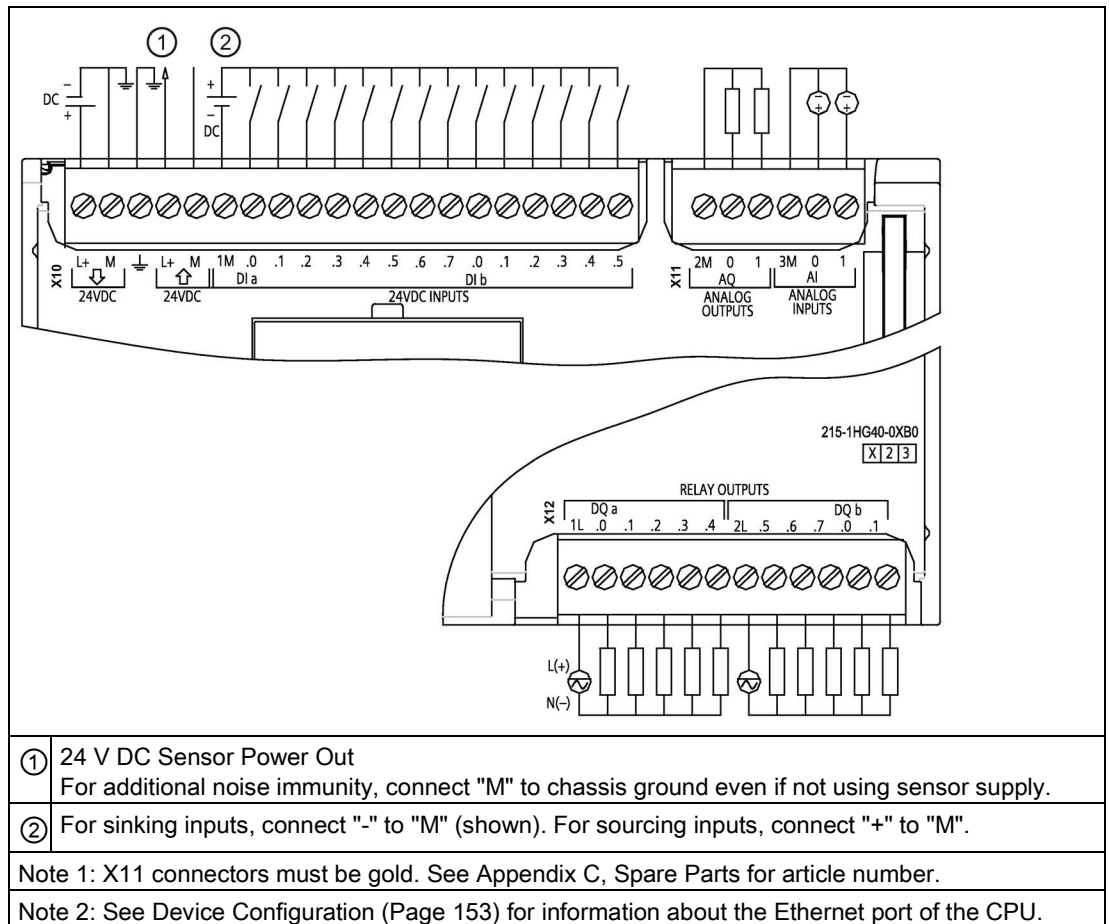 ① ②
− +
DC
+ −
DC
L+ M L+ M 1M .0 .1 .2 .3 .4 .5 .6 .7 .0 .1 .2 .3 .4 .5
X10
DI a DI b
24VDC 24VDC 24VDC INPUTS
2M 0 1 3M 0 1
X11
AQ AI
ANALOG OUTPUTS
ANALOG INPUTS
215-1HG40-0XB0
X 2 3
RELAY OUTPUTS
X12
DQ a DQ b
1L .0 .1 .2 .3 .4 2L .5 .6 .7 .0 .1
L(+)
N(–)
① 24 V DC Sensor Power Out
For additional noise immunity, connect "M" to chassis ground even if not using sensor supply.
② For sinking inputs, connect "-" to "M" (shown). For sourcing inputs, connect "+" to "M".
Note 1: X11 connectors must be gold. See Appendix C, Spare Parts for article number.
Note 2: See Device Configuration (Page 153) for information about the Ethernet port of the CPU.